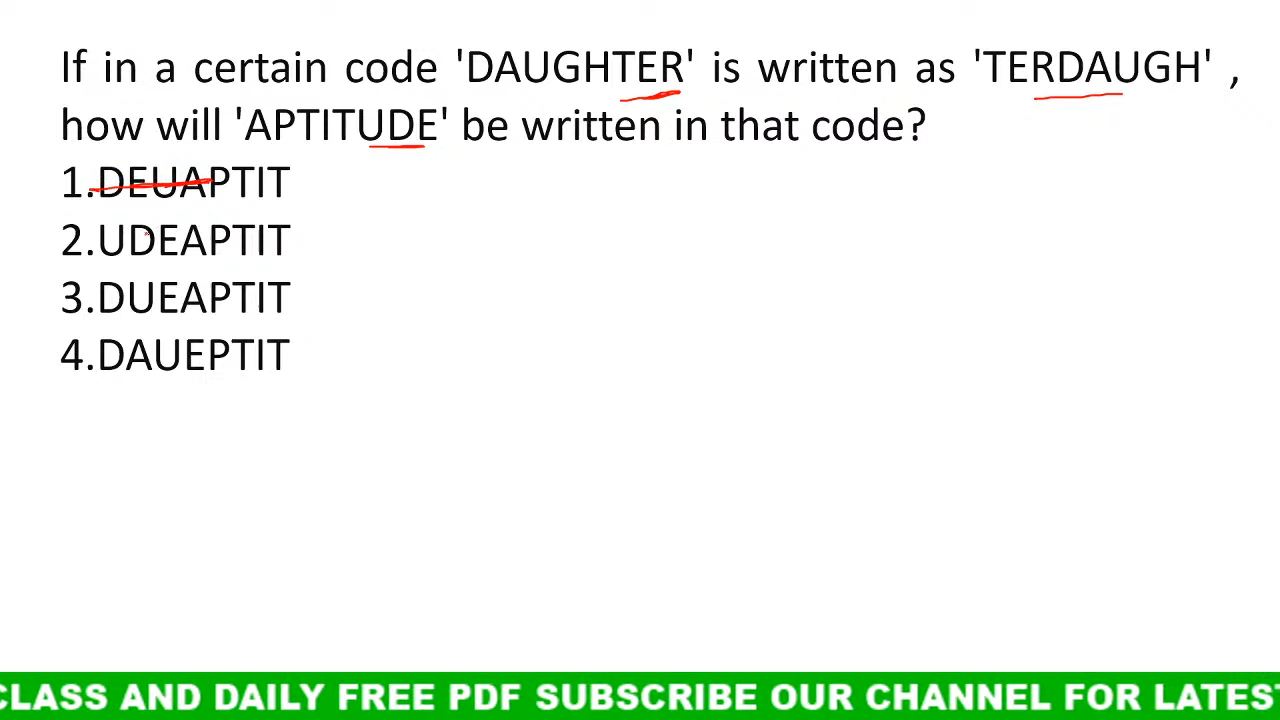 If in a certain code 'DAUGHTER' is written as 'TERDAUGH' ,
how will 'APTITUDE' be written in that code?
1.DEUAPTIT
2.UDEAPTIT
3.DUEAPTIT
4.DAUEPTIT
CLASS AND DAILY FREE PDF SUBSCRIBE OUR CHANNEL FOR LATEST